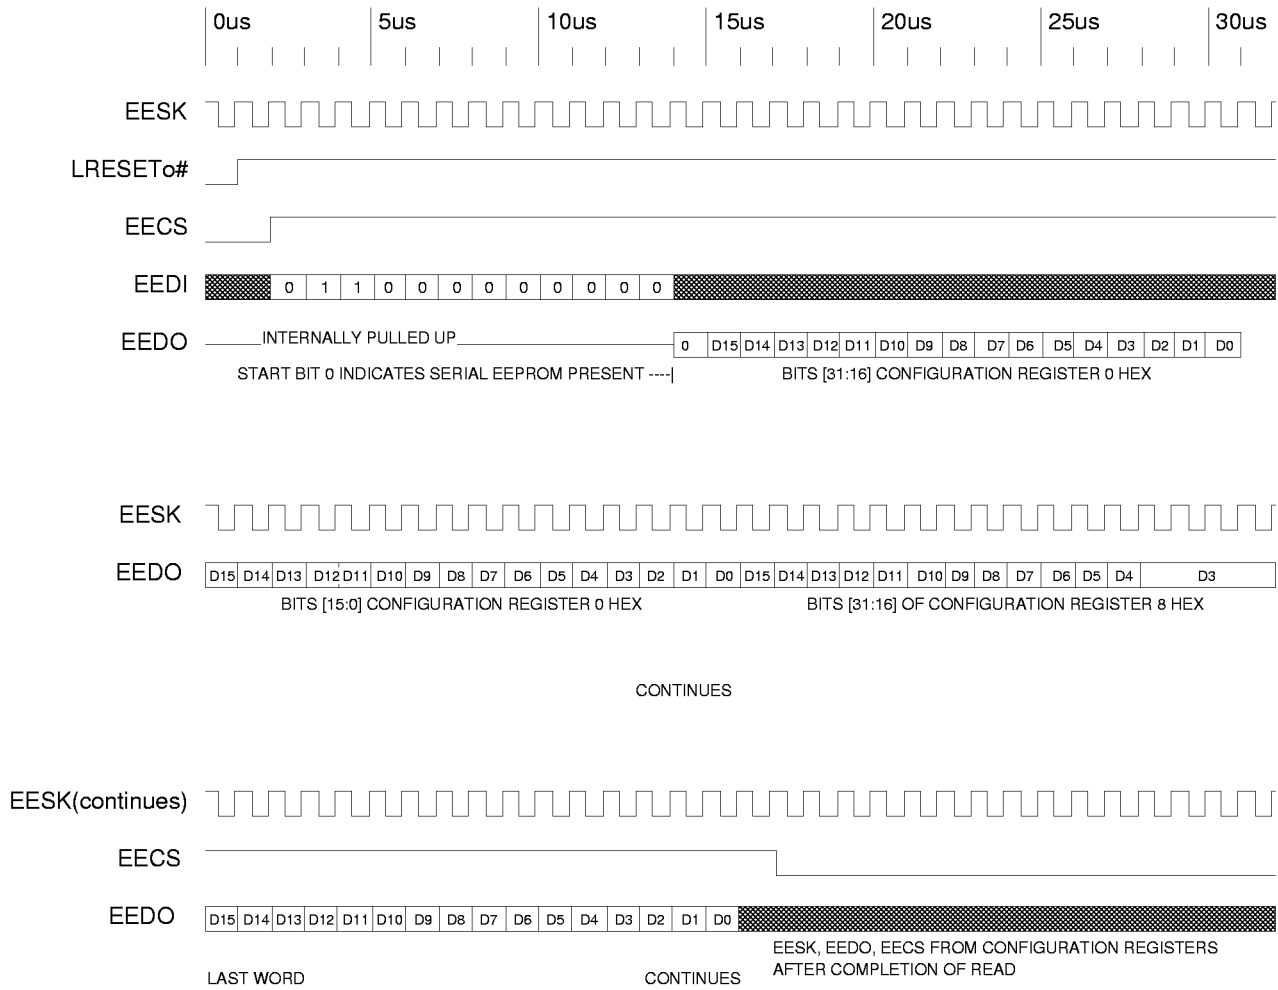 0us 5us 10us 15us 20us 25us 30us
EESK
LRESETo#
EECS
EEDI 0 1 1 0 0 0 0 0 0 0 0 0
EEDO INTERNALLY PULLED UP 0 D15 D14 D13 D12 D11 D10 D9 D8 D7 D6 D5 D4 D3 D2 D1 D0
START BIT 0 INDICATES SERIAL EEPROM PRESENT ----| BITS [31:16] CONFIGURATION REGISTER 0 HEX
EESK
EEDO D15 D14 D13 D12 D11 D10 D9 D8 D7 D6 D5 D4 D3 D2 D1 D0 D15 D14 D13 D12 D11 D10 D9 D8 D7 D6 D5 D4 D3
BITS [15:0] CONFIGURATION REGISTER 0 HEX BITS [31:16] OF CONFIGURATION REGISTER 8 HEX
CONTINUES
EESK(continues)
EECS
EEDO D15 D14 D13 D12 D11 D10 D9 D8 D7 D6 D5 D4 D3 D2 D1 D0
EESK, EEDO, EECS FROM CONFIGURATION REGISTERS
AFTER COMPLETION OF READ
LAST WORD CONTINUES